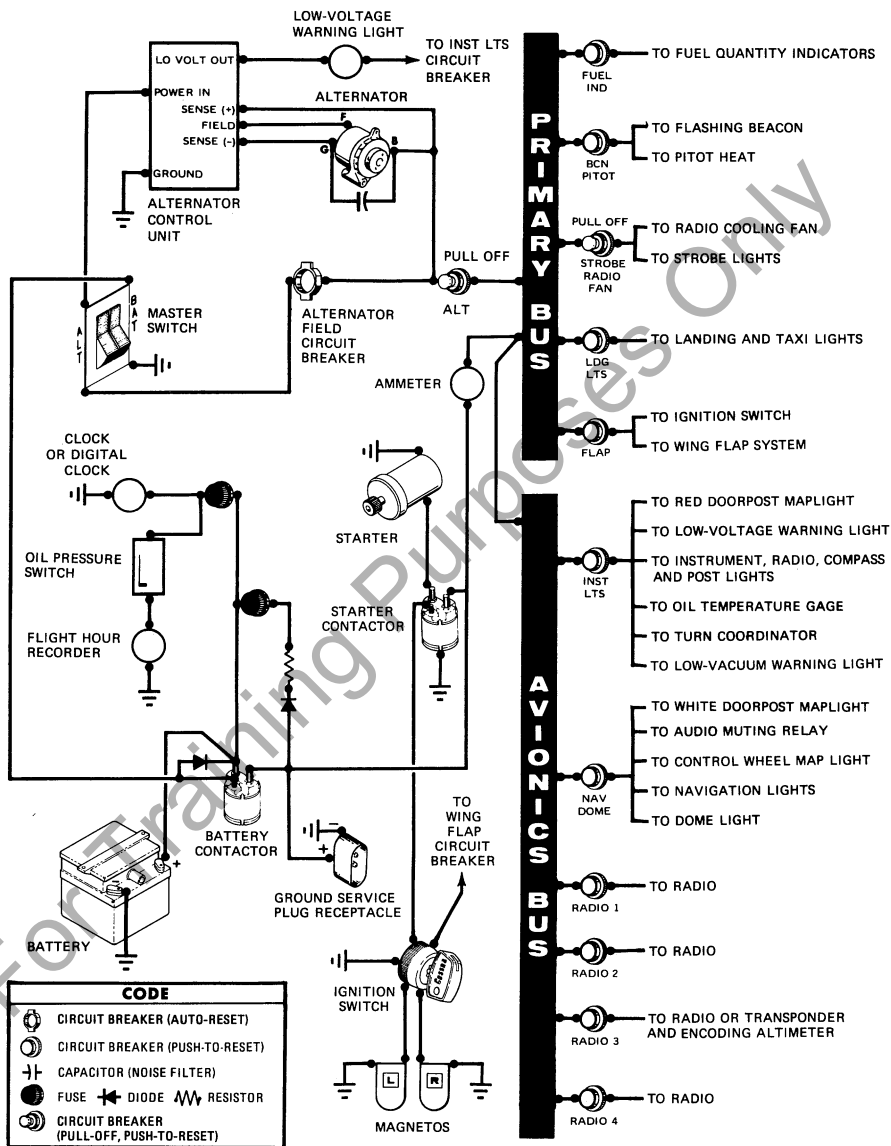 LOW-VOLTAGE
WARNING LIGHT
TO INST LTS
CIRCUIT
BREAKER
LO VOLT OUT
POWER IN
SENSE (+)
FIELD
SENSE (-)
GROUND
ALTERNATOR
CONTROL
UNIT
ALTERNATOR
F
G
B
BAT
ALT
MASTER
SWITCH
ALTERNATOR
FIELD
CIRCUIT
BREAKER
PULL OFF
ALT
AMMETER
CLOCK
OR DIGITAL
CLOCK
OIL PRESSURE
SWITCH
FLIGHT HOUR
RECORDER
STARTER
STARTER
CONTACTOR
BATTERY
CONTACTOR
+
-
BATTERY
- 
+
GROUND SERVICE
PLUG RECEPTACLE
TO
WING
FLAP
CIRCUIT
BREAKER
IGNITION
SWITCH
Cessna
L
R
MAGNETOS
PRIMARY BUS
FUEL
IND
TO FUEL QUANTITY INDICATORS
BCN
PITOT
TO FLASHING BEACON
TO PITOT HEAT
PULL OFF
STROBE
RADIO
FAN
TO RADIO COOLING FAN
TO STROBE LIGHTS
LDG
LTS
TO LANDING AND TAXI LIGHTS
FLAP
TO IGNITION SWITCH
TO WING FLAP SYSTEM
AVIONICS BUS
INST
LTS
TO RED DOORPOST MAPLIGHT
TO LOW-VOLTAGE WARNING LIGHT
TO INSTRUMENT, RADIO, COMPASS
AND POST LIGHTS
TO OIL TEMPERATURE GAGE
TO TURN COORDINATOR
TO LOW-VACUUM WARNING LIGHT
NAV
DOME
TO WHITE DOORPOST MAPLIGHT
TO AUDIO MUTING RELAY
TO CONTROL WHEEL MAP LIGHT
TO NAVIGATION LIGHTS
TO DOME LIGHT
RADIO 1
TO RADIO
RADIO 2
TO RADIO
RADIO 3
TO RADIO OR TRANSPONDER
AND ENCODING ALTIMETER
RADIO 4
TO RADIO
CODE
CIRCUIT BREAKER (AUTO-RESET)
CIRCUIT BREAKER (PUSH-TO-RESET)
CAPACITOR (NOISE FILTER)
FUSE DIODE RESISTOR
CIRCUIT BREAKER
(PULL-OFF, PUSH-TO-RESET)
For Training Purposes Only